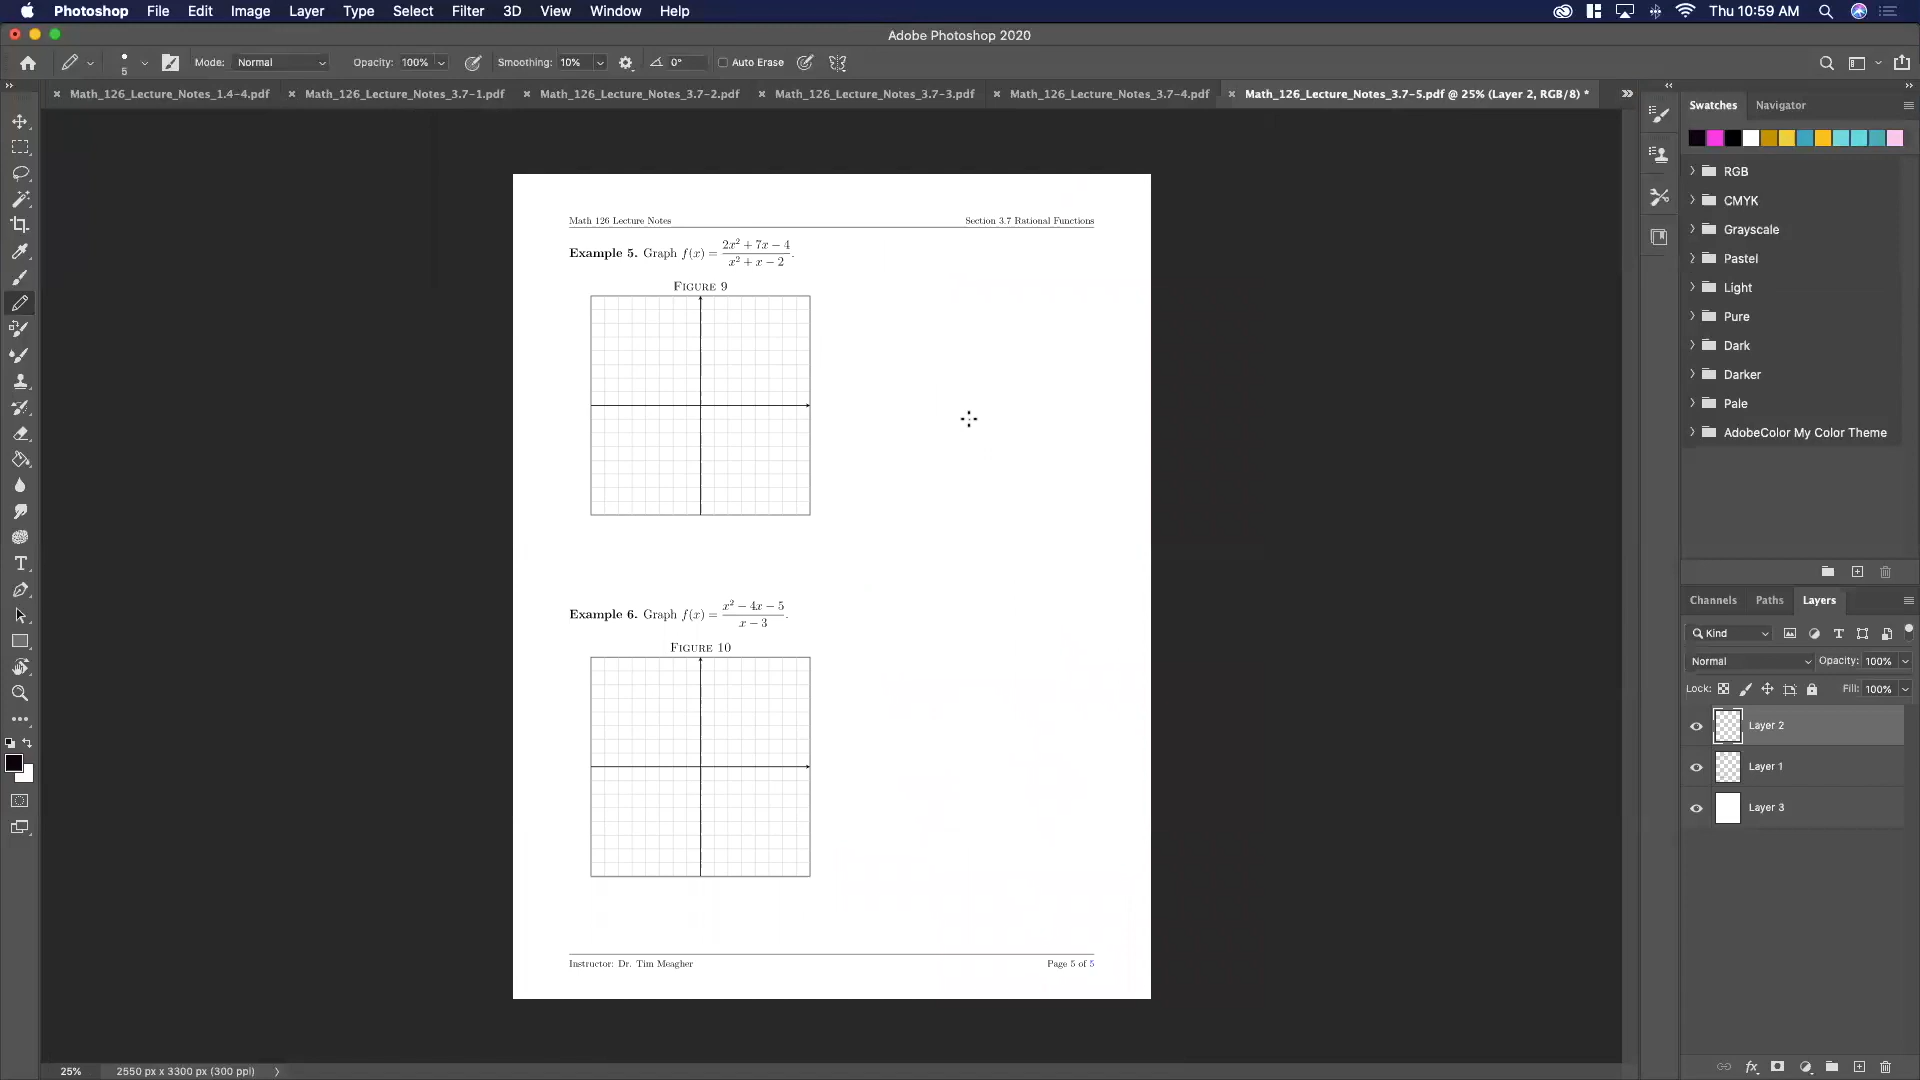 Photoshop File Edit Image Layer Type Select Filter 3D View Window Help Thu 10:59 AM
Adobe Photoshop 2020
5 Mode: Normal Opacity: 100% Smoothing: 10% 0° Auto Erase
Math_126_Lecture_Notes_1.4-4.pdf Math_126_Lecture_Notes_3.7-1.pdf Math_126_Lecture_Notes_3.7-2.pdf Math_126_Lecture_Notes_3.7-3.pdf Math_126_Lecture_Notes_3.7-4.pdf Math_126_Lecture_Notes_3.7-5.pdf @ 25% (Layer 2, RGB/8) *
Math 126 Lecture Notes Section 3.7 Rational Functions
Example 5. Graph f(x) = (2x² + 7x − 4)/(x² + x − 2).
Figure 9
Example 6. Graph f(x) = (x² − 4x − 5)/(x − 3).
Figure 10
Instructor: Dr. Tim Meagher Page 5 of 5
Swatches Navigator
RGB
CMYK
Grayscale
Pastel
Light
Pure
Dark
Darker
Pale
AdobeColor My Color Theme
Channels Paths Layers
Kind
Normal Opacity: 100%
Lock: Fill: 100%
Layer 2
Layer 1
Layer 3
fx
25% 2550 px x 3300 px (300 ppi)